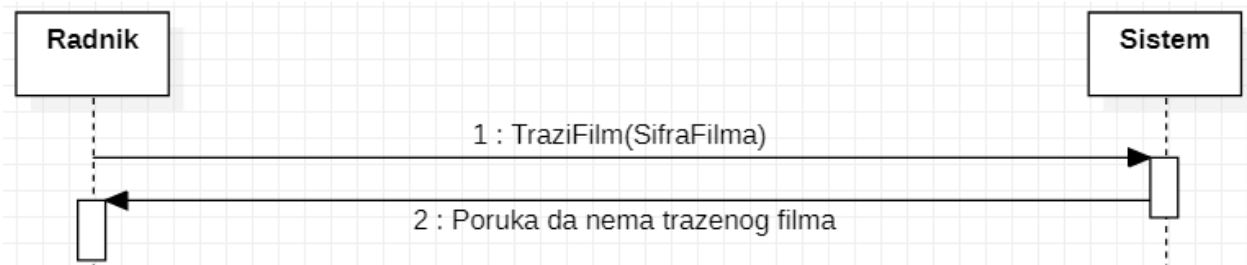 Radnik
Sistem
1 : TraziFilm(SifraFilma)
2 : Poruka da nema trazenog filma